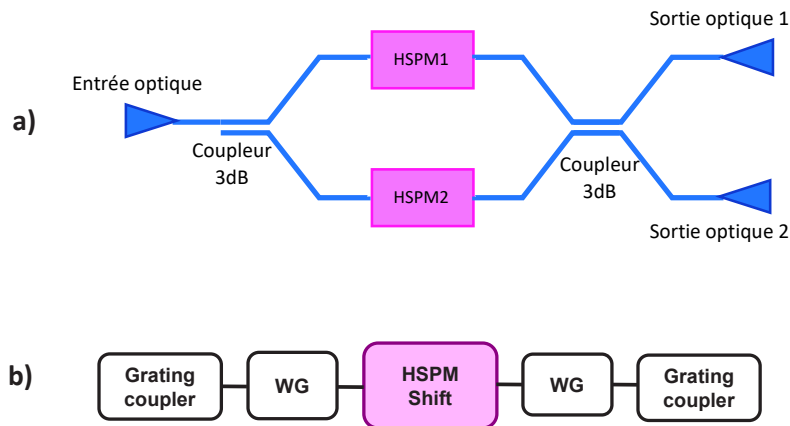 Sortie optique 1
HSPM1
Entrée optique
a)
Coupleur
3dB
Coupleur
3dB
HSPM2
Sortie optique 2
b)
Grating
coupler
WG
HSPM
Shift
WG
Grating
coupler